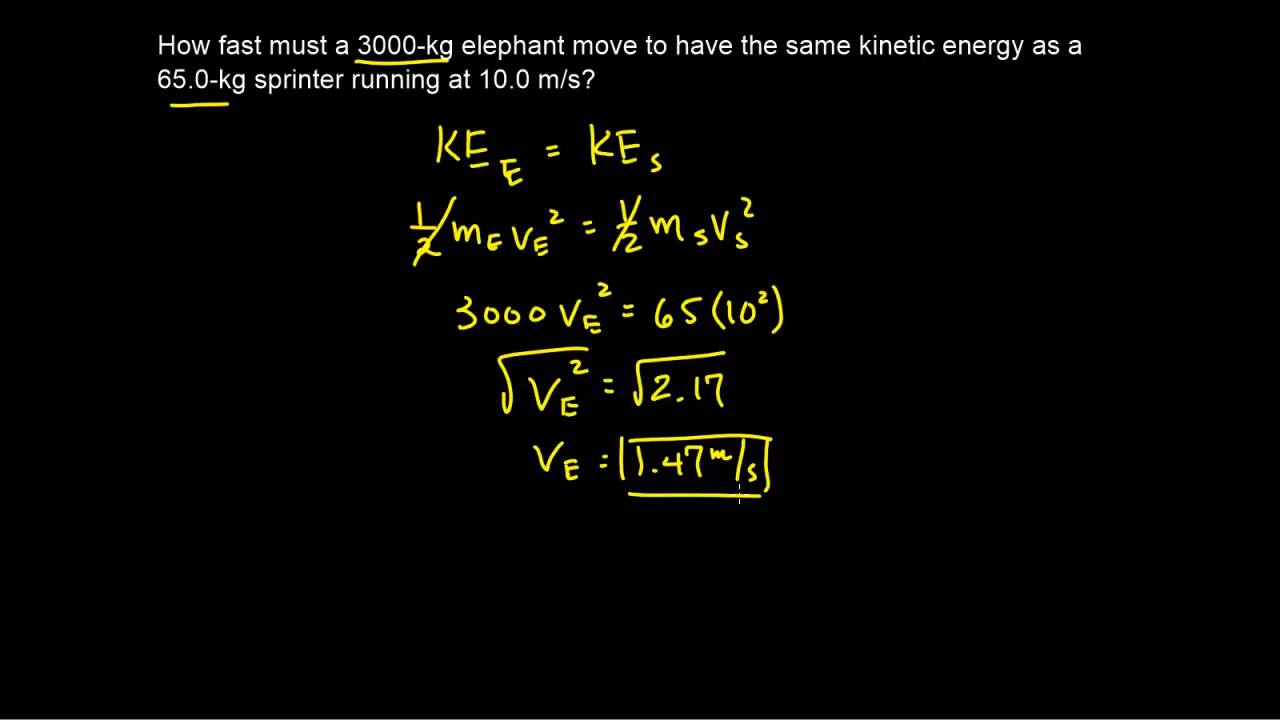 How fast must a 3000-kg elephant move to have the same kinetic energy as a
65.0-kg sprinter running at 10.0 m/s?
KE_E = KE_S
1/2 m_E v_E^2 = 1/2 m_S v_S^2
3000 v_E^2 = 65(10^2)
√v_E^2 = √2.17
v_E = 1.47 m/s